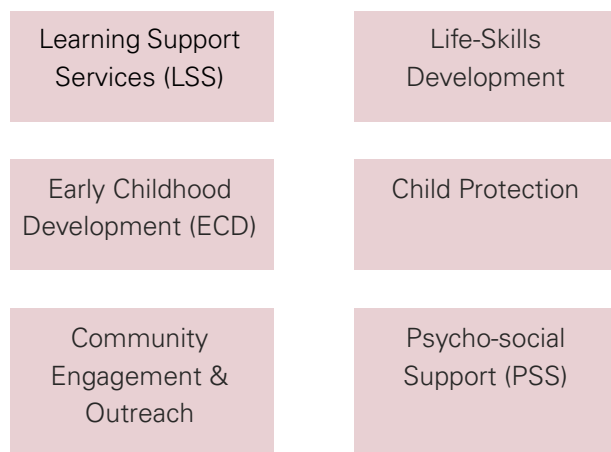 Learning Support
Services (LSS)
Life-Skills
Development
Early Childhood
Development (ECD)
Child Protection
Community
Engagement &
Outreach
Psycho-social
Support (PSS)